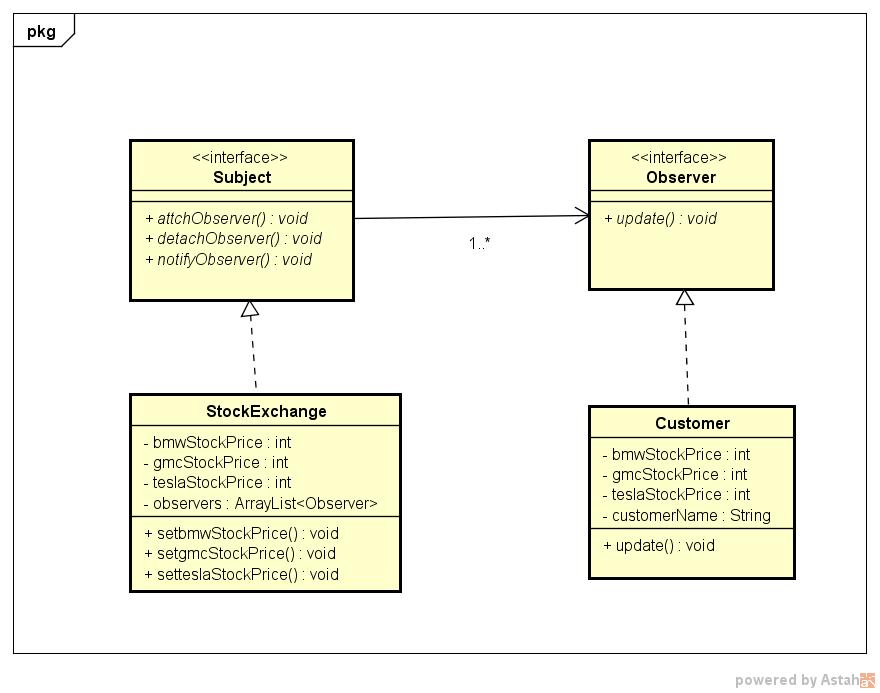 pkg
<<interface>>
Subject
+ attchObserver() : void
+ detachObserver() : void
+ notifyObserver() : void
1..*
<<interface>>
Observer
+ update() : void
StockExchange
- bmwStockPrice : int
- gmcStockPrice : int
- teslaStockPrice : int
- observers : ArrayList<Observer>
+ setbmwStockPrice() : void
+ setgmcStockPrice() : void
+ setteslaStockPrice() : void
Customer
- bmwStockPrice : int
- gmcStockPrice : int
- teslaStockPrice : int
- customerName : String
+ update() : void
powered by Astah